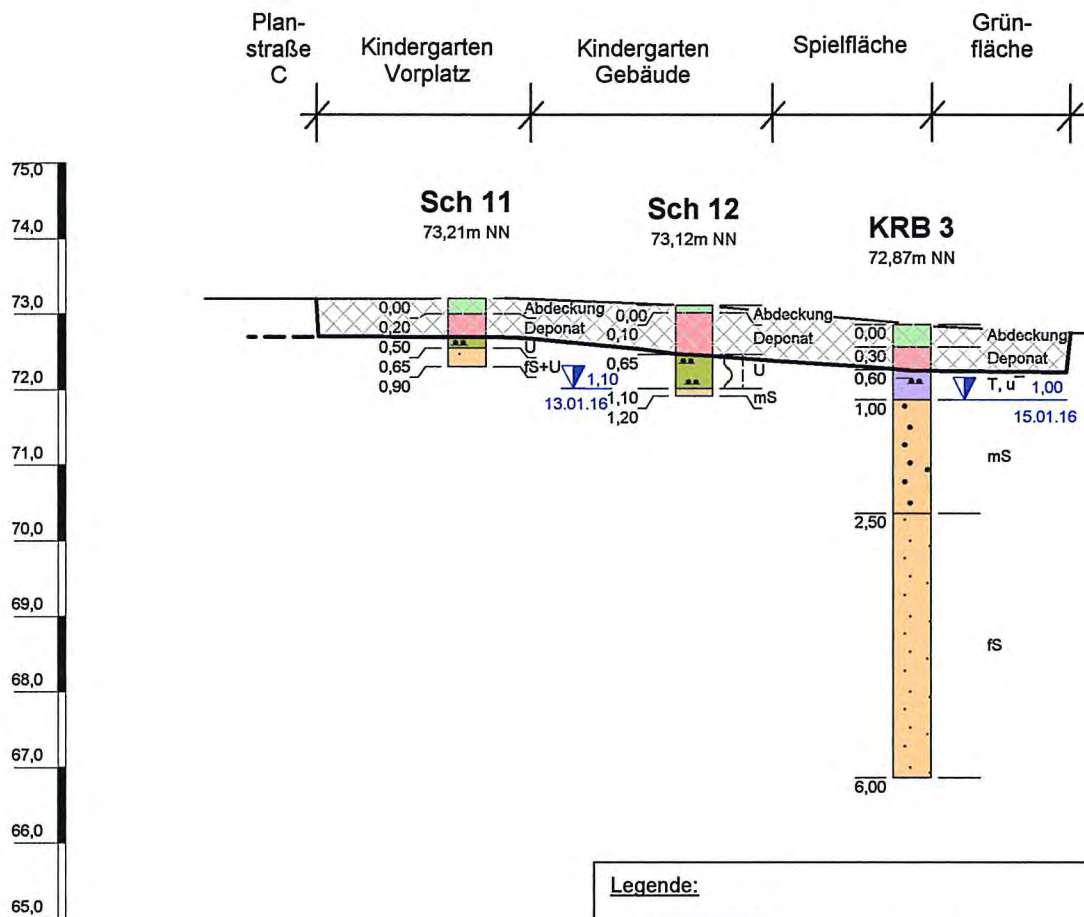 Plan-
straße
C
Kindergarten
Vorplatz
Kindergarten
Gebäude
Spielfläche
Grün-
fläche
75,0
74,0
73,0
72,0
71,0
70,0
69,0
68,0
67,0
66,0
65,0
Sch 11
73,21m NN
0,00
0,20
0,50
0,65
0,90
Abdeckung
Deponat
U
fS+U
Sch 12
73,12m NN
0,00
0,10
0,65
1,10
1,20
Abdeckung
Deponat
U
mS
1,10
13.01.16
KRB 3
72,87m NN
0,00
0,30
0,60
1,00
2,50
6,00
Abdeckung
Deponat
T, u¯
mS
fS
1,00
15.01.16
Legende: